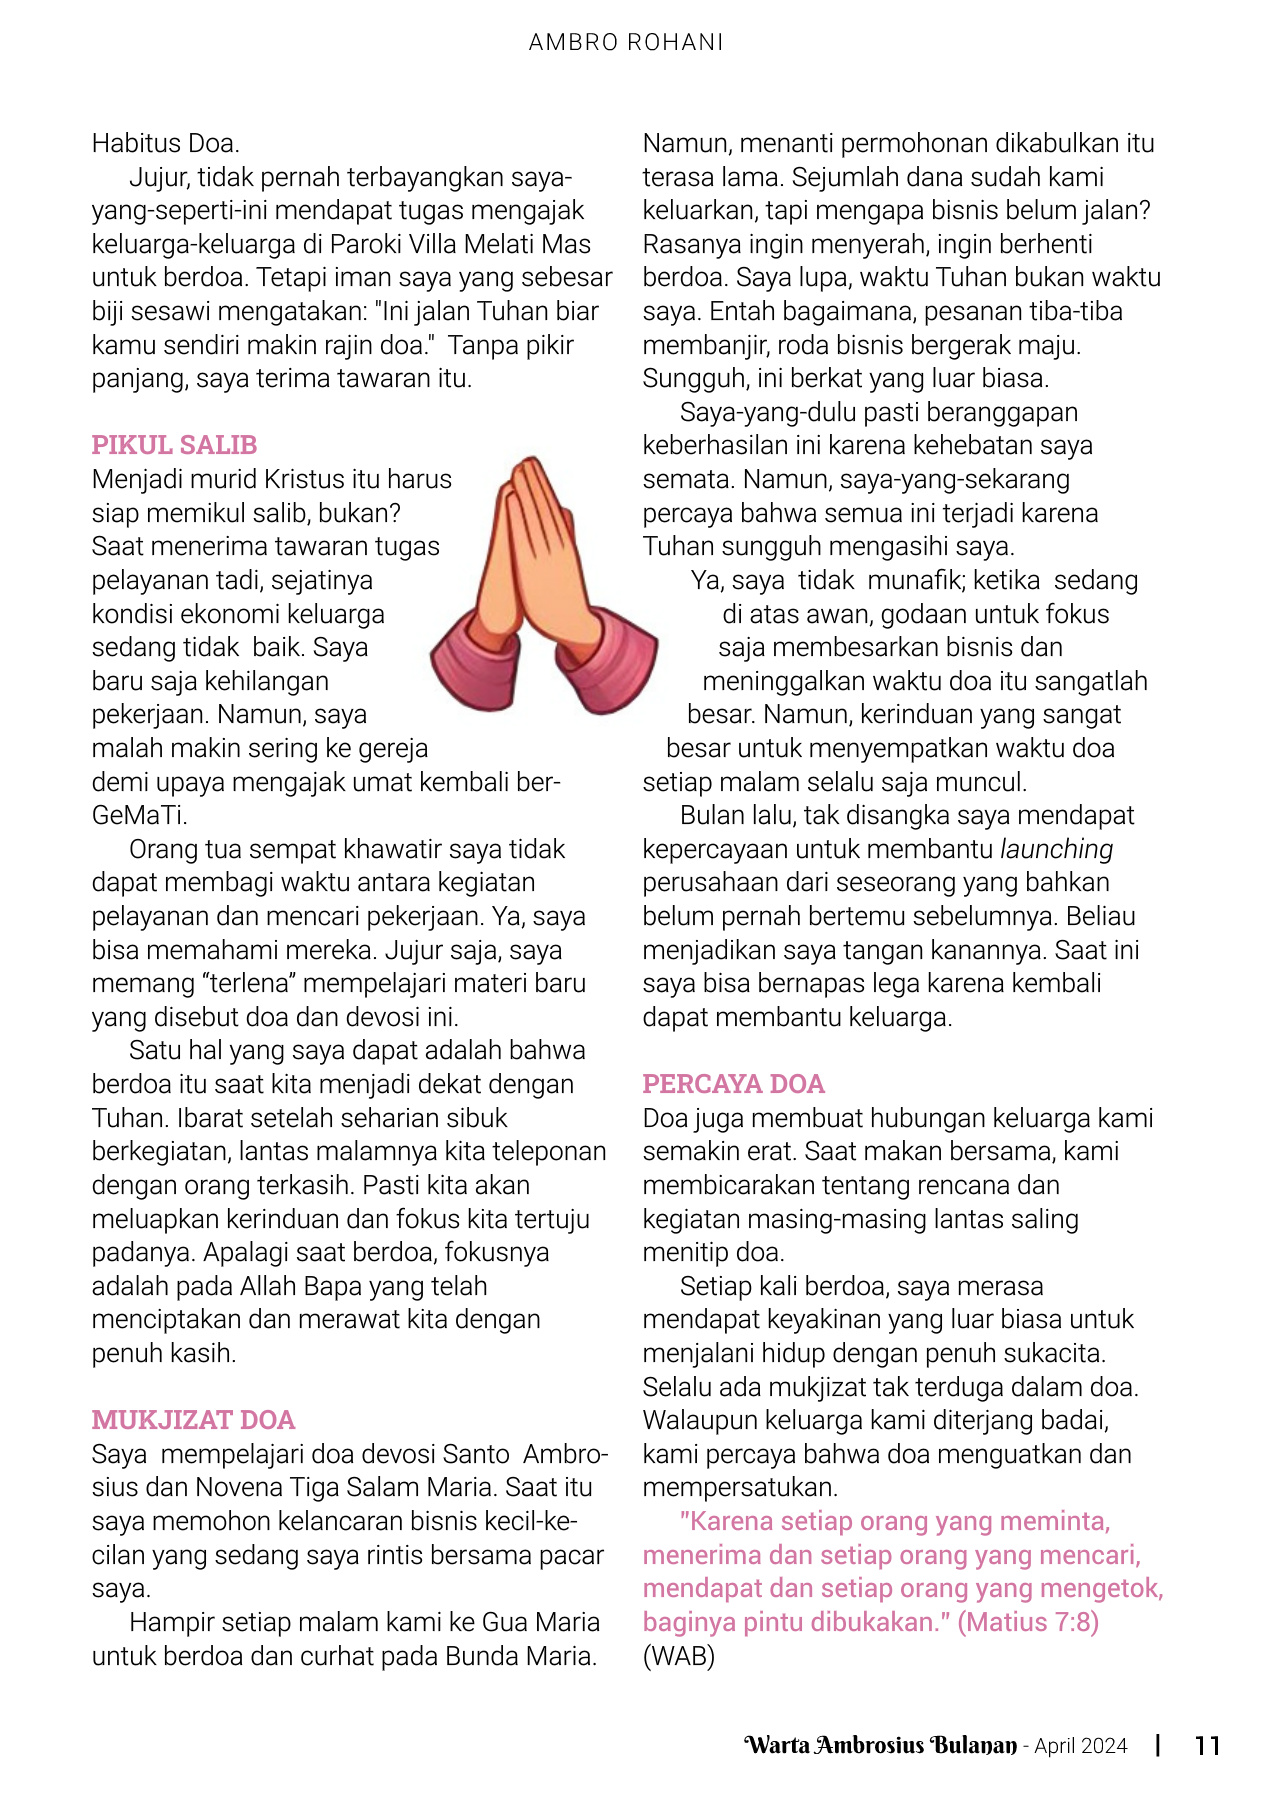 AMBRO ROHANI
Habitus Doa.
Jujur, tidak pernah terbayangkan saya-
yang-seperti-ini mendapat tugas mengajak
keluarga-keluarga di Paroki Villa Melati Mas
untuk berdoa. Tetapi iman saya yang sebesar
biji sesawi mengatakan: "Ini jalan Tuhan biar
kamu sendiri makin rajin doa."  Tanpa pikir
panjang, saya terima tawaran itu.
PIKUL SALIB
Menjadi murid Kristus itu harus
siap memikul salib, bukan?
Saat menerima tawaran tugas
pelayanan tadi, sejatinya
kondisi ekonomi keluarga
sedang tidak  baik. Saya
baru saja kehilangan
pekerjaan. Namun, saya
malah makin sering ke gereja
demi upaya mengajak umat kembali ber-
GeMaTi.
Orang tua sempat khawatir saya tidak
dapat membagi waktu antara kegiatan
pelayanan dan mencari pekerjaan. Ya, saya
bisa memahami mereka. Jujur saja, saya
memang “terlena” mempelajari materi baru
yang disebut doa dan devosi ini.
Satu hal yang saya dapat adalah bahwa
berdoa itu saat kita menjadi dekat dengan
Tuhan. Ibarat setelah seharian sibuk
berkegiatan, lantas malamnya kita teleponan
dengan orang terkasih. Pasti kita akan
meluapkan kerinduan dan fokus kita tertuju
padanya. Apalagi saat berdoa, fokusnya
adalah pada Allah Bapa yang telah
menciptakan dan merawat kita dengan
penuh kasih.
MUKJIZAT DOA
Saya  mempelajari doa devosi Santo  Ambro-
sius dan Novena Tiga Salam Maria. Saat itu
saya memohon kelancaran bisnis kecil-ke-
cilan yang sedang saya rintis bersama pacar
saya.
Hampir setiap malam kami ke Gua Maria
untuk berdoa dan curhat pada Bunda Maria.
Namun, menanti permohonan dikabulkan itu
terasa lama. Sejumlah dana sudah kami
keluarkan, tapi mengapa bisnis belum jalan?
Rasanya ingin menyerah, ingin berhenti
berdoa. Saya lupa, waktu Tuhan bukan waktu
saya. Entah bagaimana, pesanan tiba-tiba
membanjir, roda bisnis bergerak maju.
Sungguh, ini berkat yang luar biasa.
Saya-yang-dulu pasti beranggapan
keberhasilan ini karena kehebatan saya
semata. Namun, saya-yang-sekarang
percaya bahwa semua ini terjadi karena
Tuhan sungguh mengasihi saya.
Ya, saya  tidak  munafik; ketika  sedang
di atas awan, godaan untuk fokus
saja membesarkan bisnis dan
meninggalkan waktu doa itu sangatlah
besar. Namun, kerinduan yang sangat
besar untuk menyempatkan waktu doa
setiap malam selalu saja muncul.
Bulan lalu, tak disangka saya mendapat
kepercayaan untuk membantu launching
perusahaan dari seseorang yang bahkan
belum pernah bertemu sebelumnya. Beliau
menjadikan saya tangan kanannya. Saat ini
saya bisa bernapas lega karena kembali
dapat membantu keluarga.
PERCAYA DOA
Doa juga membuat hubungan keluarga kami
semakin erat. Saat makan bersama, kami
membicarakan tentang rencana dan
kegiatan masing-masing lantas saling
menitip doa.
Setiap kali berdoa, saya merasa
mendapat keyakinan yang luar biasa untuk
menjalani hidup dengan penuh sukacita.
Selalu ada mukjizat tak terduga dalam doa.
Walaupun keluarga kami diterjang badai,
kami percaya bahwa doa menguatkan dan
mempersatukan.
"Karena setiap orang yang meminta,
menerima dan setiap orang yang mencari,
mendapat dan setiap orang yang mengetok,
baginya pintu dibukakan." (Matius 7:8)
(WAB)
Warta Ambrosius Bulanan - April 2024 | 11